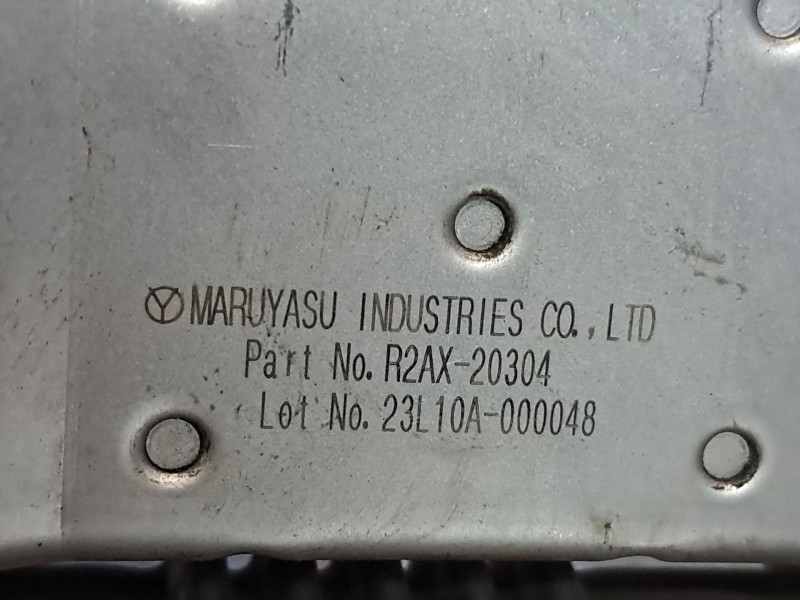 MARUYASU INDUSTRIES CO., LTD
Part No. R2AX-20304
Lot No. 23L10A-000048